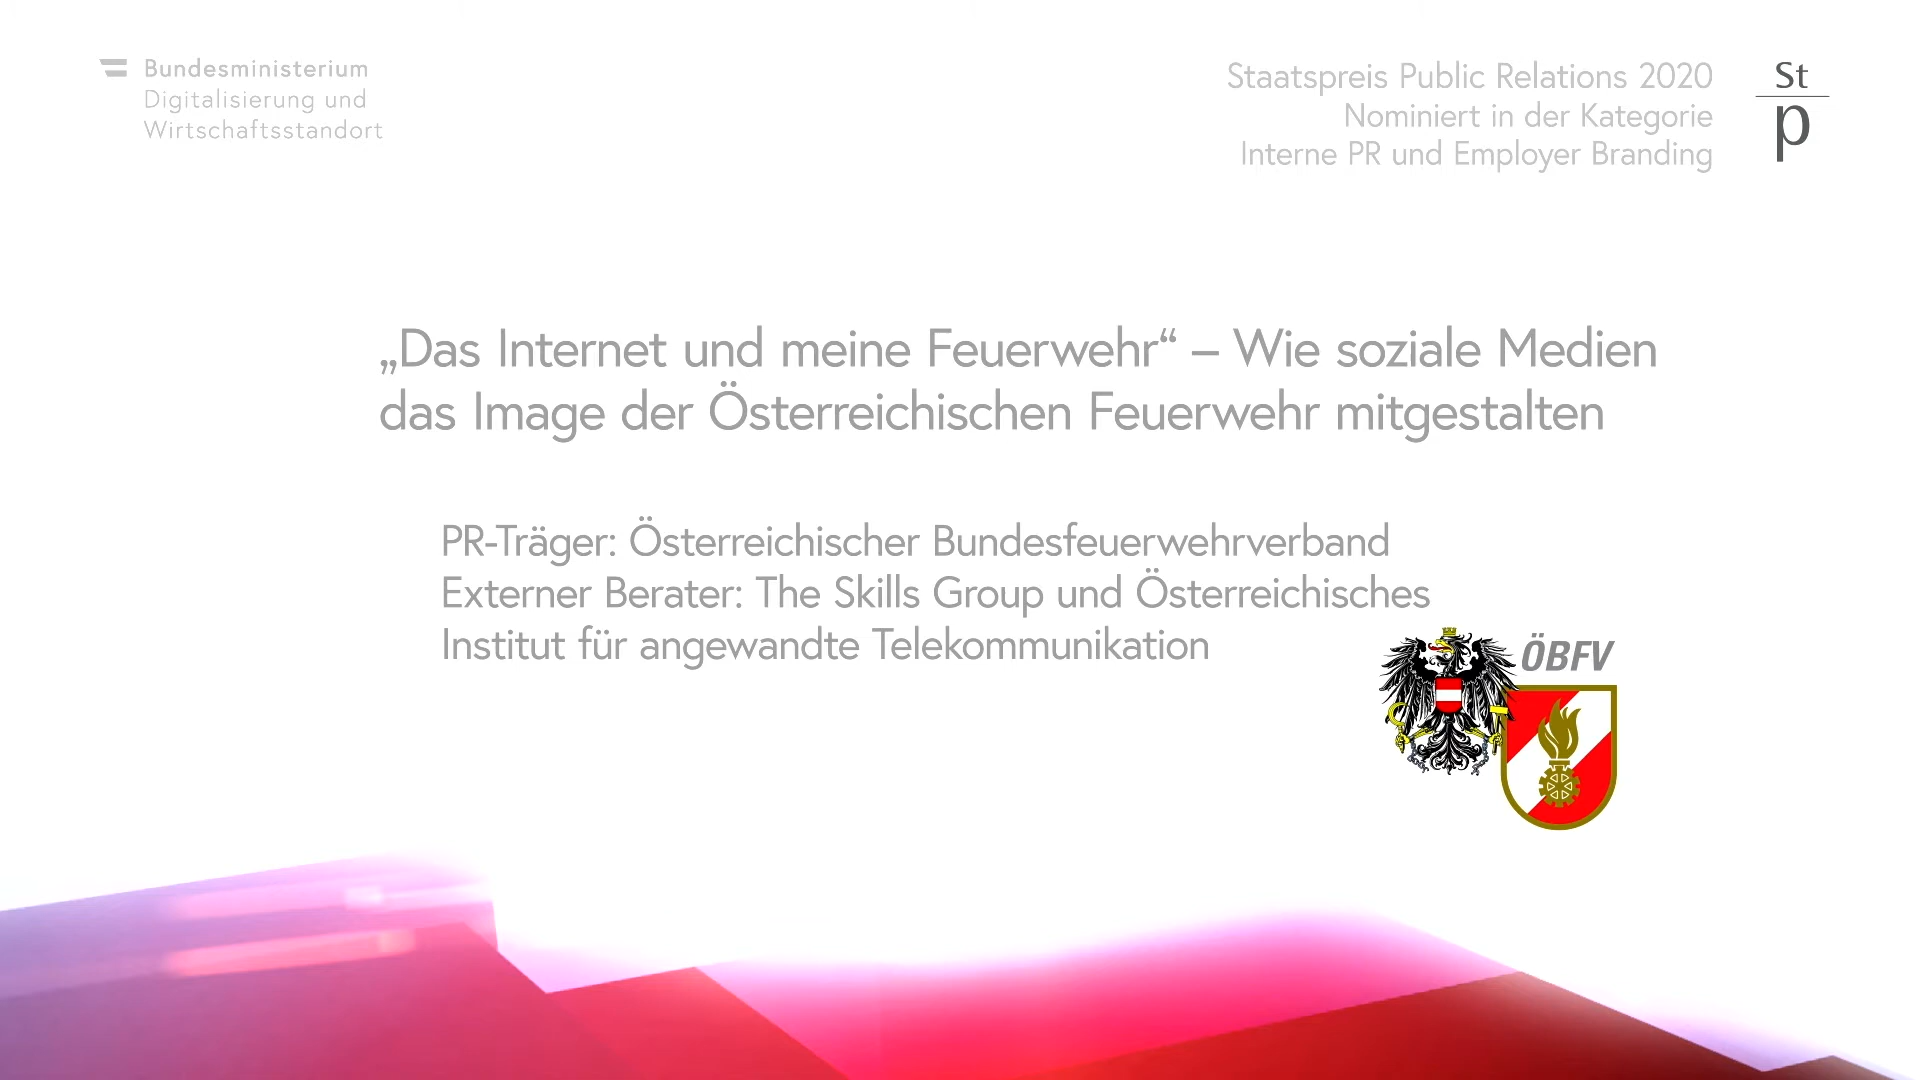 Bundesministerium
Digitalisierung und
Wirtschaftsstandort
Staatspreis Public Relations 2020
Nominiert in der Kategorie
Interne PR und Employer Branding
St
p
„Das Internet und meine Feuerwehr“ – Wie soziale Medien
das Image der Österreichischen Feuerwehr mitgestalten
PR-Träger: Österreichischer Bundesfeuerwehrverband
Externer Berater: The Skills Group und Österreichisches
Institut für angewandte Telekommunikation
ÖBFV